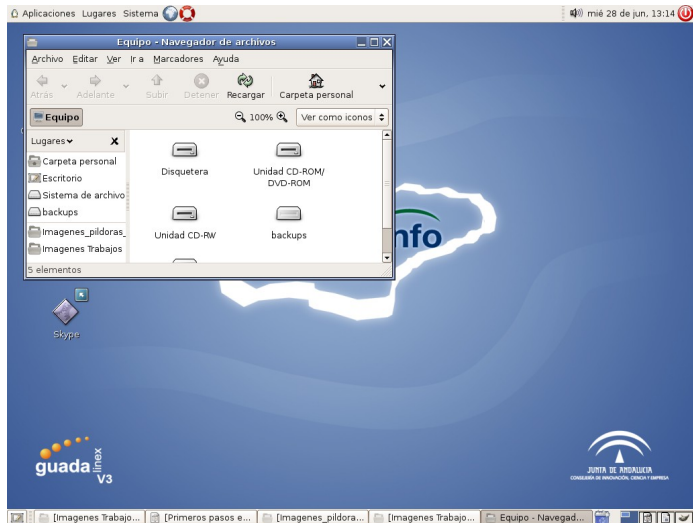 Aplicaciones Lugares Sistema
mié 28 de jun, 13:14
Equipo - Navegador de archivos
Archivo Editar Ver Ir a Marcadores Ayuda
Atrás Adelante Subir Detener Recargar Carpeta personal
Equipo 100% Ver como iconos
Lugares
Carpeta personal
Escritorio
Sistema de archivo
backups
Imagenes_pildoras_
Imagenes Trabajos
Disquetera
Unidad CD-ROM/
DVD-ROM
Unidad CD-RW
backups
5 elementos
nfo
Skype
guadalinex
V3
JUNTA DE ANDALUCIA
CONSEJERÍA DE INNOVACIÓN, CIENCIA Y EMPRESA
[Imagenes Trabajo... [Primeros pasos e... [Imagenes_pildora... [Imagenes Trabajo... Equipo - Navegad...